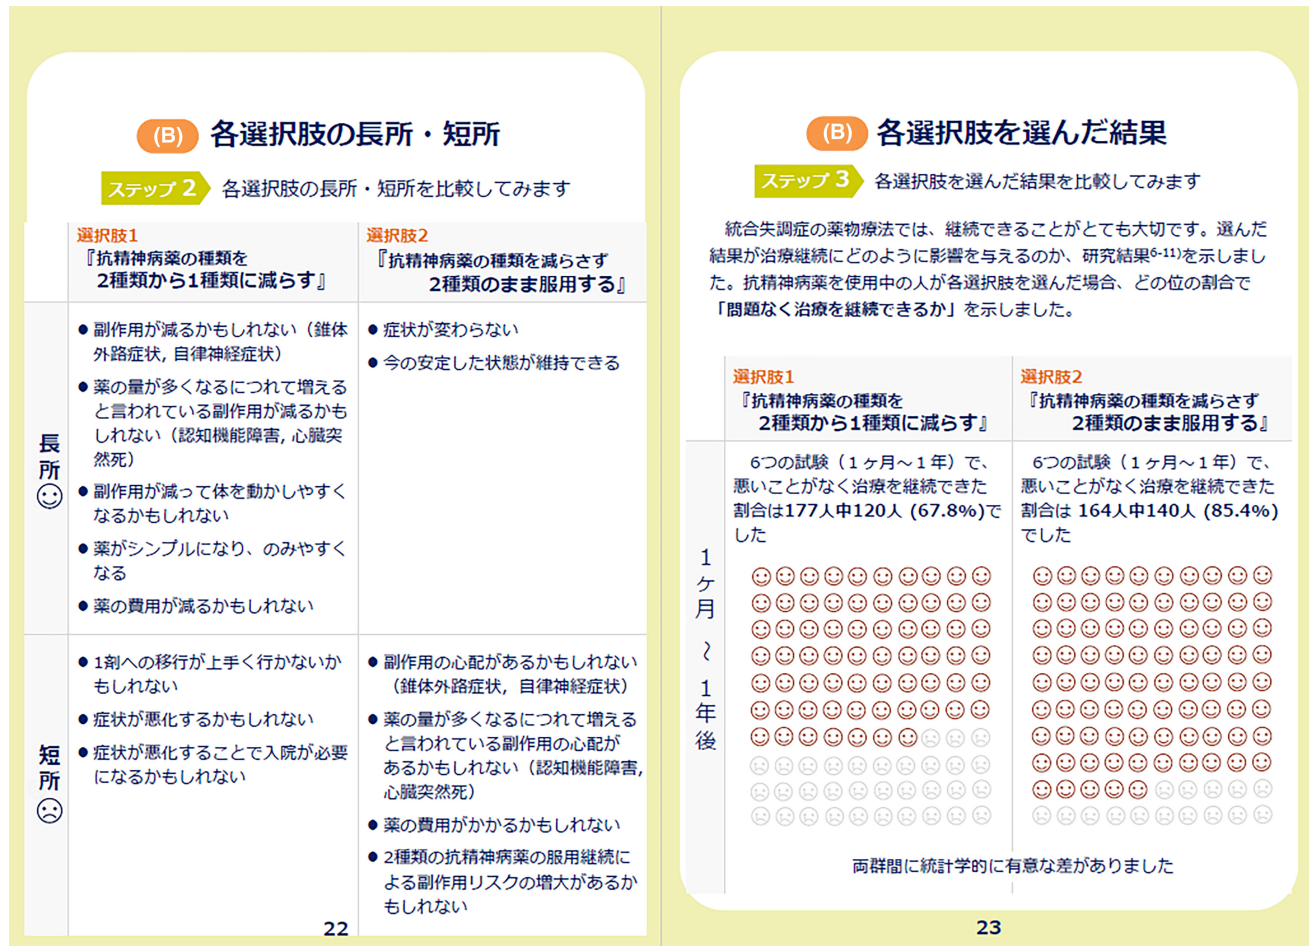 (B) 各選択肢の長所・短所
ステップ 2 各選択肢の長所・短所を比較してみます
選択肢1
『抗精神病薬の種類を
2種類から1種類に減らす』
選択肢2
『抗精神病薬の種類を減らさず
2種類のまま服用する』
長所
● 副作用が減るかもしれない（錐体
外路症状, 自律神経症状）
● 薬の量が多くなるにつれて増える
と言われている副作用が減るかも
しれない（認知機能障害, 心臓突
然死）
● 副作用が減って体を動かしやすく
なるかもしれない
● 薬がシンプルになり、のみやすく
なる
● 薬の費用が減るかもしれない
● 症状が変わらない
● 今の安定した状態が維持できる
短所
● 1剤への移行が上手く行かないか
もしれない
● 症状が悪化するかもしれない
● 症状が悪化することで入院が必要
になるかもしれない
● 副作用の心配があるかもしれない
（錐体外路症状，自律神経症状）
● 薬の量が多くなるにつれて増える
と言われている副作用の心配が
あるかもしれない（認知機能障害,
心臓突然死）
● 薬の費用がかかるかもしれない
● 2種類の抗精神病薬の服用継続に
よる副作用リスクの増大があるか
もしれない
22
(B) 各選択肢を選んだ結果
ステップ 3 各選択肢を選んだ結果を比較してみます
統合失調症の薬物療法では、継続できることがとても大切です。選んだ
結果が治療継続にどのように影響を与えるのか、研究結果6-11)を示しまし
た。抗精神病薬を使用中の人が各選択肢を選んだ場合、どの位の割合で
「問題なく治療を継続できるか」を示しました。
選択肢1
『抗精神病薬の種類を
2種類から1種類に減らす』
選択肢2
『抗精神病薬の種類を減らさず
2種類のまま服用する』
1ヶ月～1年後
6つの試験（１ヶ月～１年）で、
悪いことがなく治療を継続できた
割合は177人中120人 (67.8%)で
した
6つの試験（１ヶ月～１年）で、
悪いことがなく治療を継続できた
割合は 164人中140人 (85.4%)
でした
両群間に統計学的に有意な差がありました
23